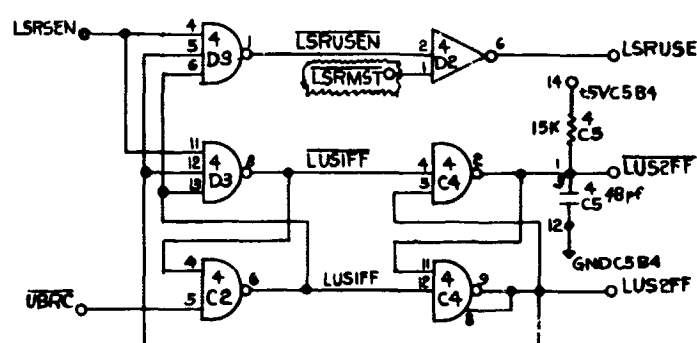 LSRSEN
4
5
6
4
D3
1
LSRUSEN
2
1
4
D2
6
LSRUSE
LSRMST
14
+5VC5B4
15K
4
C5
11
12
13
4
D3
8
LUS1FF
4
3
4
C4
2
1
LUS2FF
4
C5
48pf
12
GNDC5B4
4
5
4
C2
6
LUS1FF
11
12
4
C4
9
8
LUS2FF
UBRC